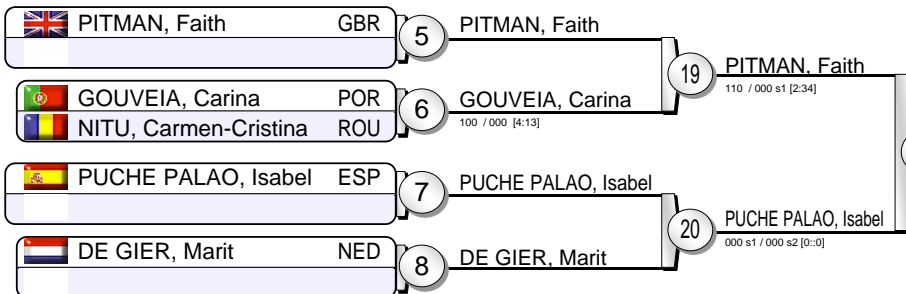 PITMAN, Faith GBR
5
PITMAN, Faith
19
PITMAN, Faith
110 / 000 s1 [2:34]
GOUVEIA, Carina POR
NITU, Carmen-Cristina ROU
6
GOUVEIA, Carina
100 / 000 [4:13]
PUCHE PALAO, Isabel ESP
7
PUCHE PALAO, Isabel
20
PUCHE PALAO, Isabel
000 s1 / 000 s2 [0::0]
DE GIER, Marit NED
8
DE GIER, Marit